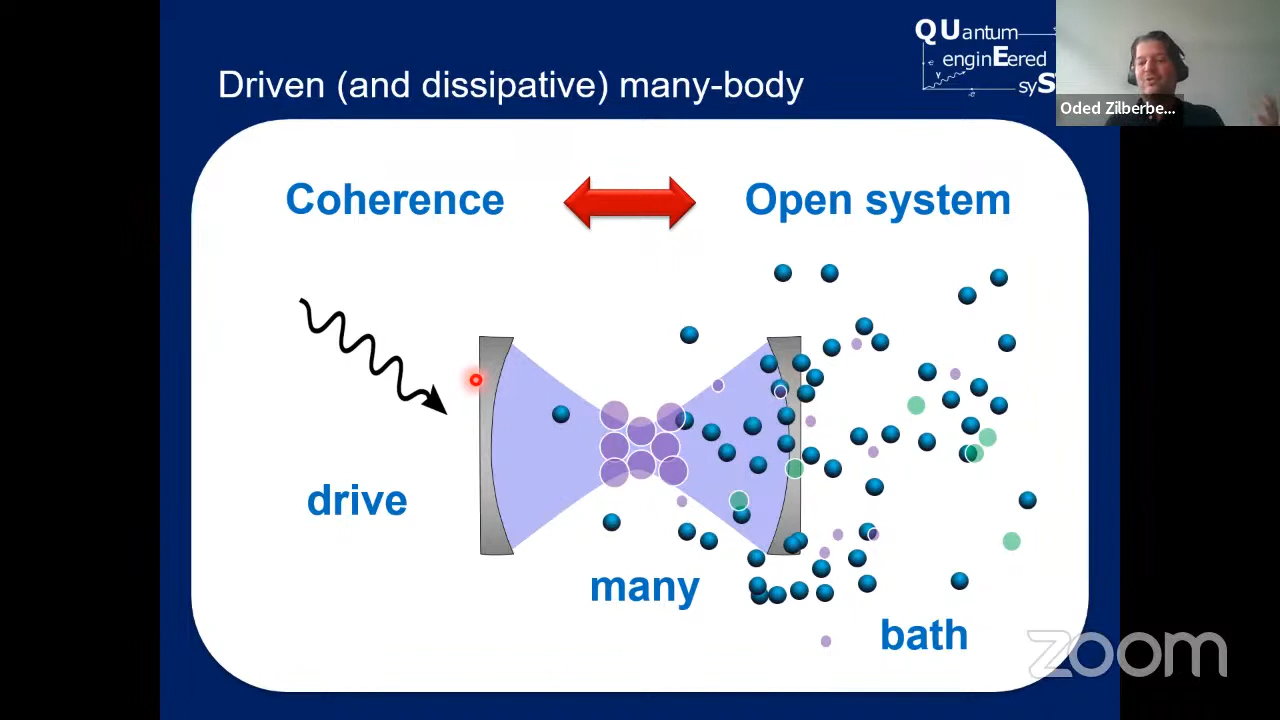 QUantum
enginEered
syS
Driven (and dissipative) many-body
Oded Zilberbe...
Coherence
Open system
drive
many
bath
zoom